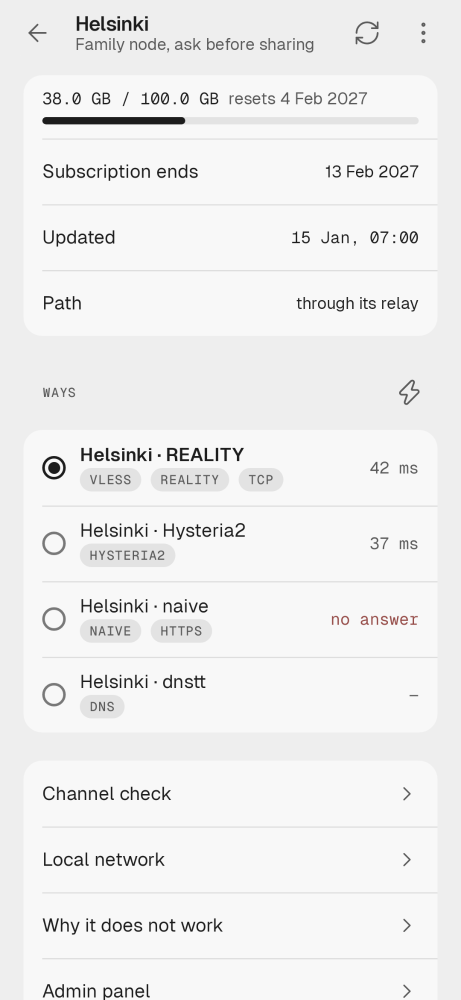 Helsinki
Family node, ask before sharing
38.0 GB / 100.0 GB resets 4 Feb 2027
Subscription ends 13 Feb 2027
Updated 15 Jan, 07:00
Path through its relay
WAYS
Helsinki · REALITY
VLESS REALITY TCP 42 ms
Helsinki · Hysteria2
HYSTERIA2 37 ms
Helsinki · naive
NAIVE HTTPS no answer
Helsinki · dnstt
DNS –
Channel check
Local network
Why it does not work
Admin panel